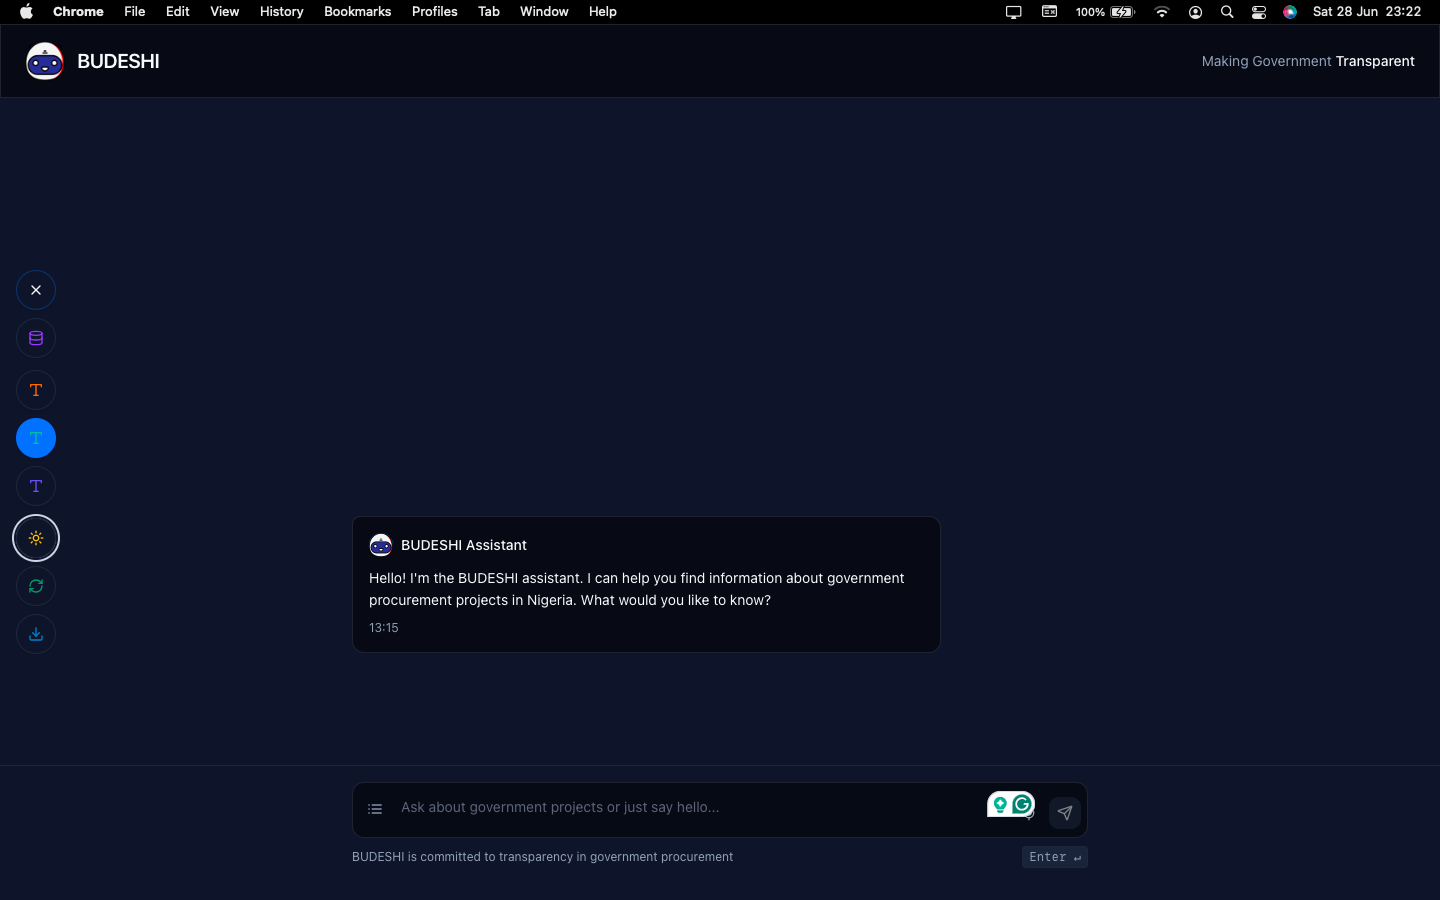 Chrome File Edit View History Bookmarks Profiles Tab Window Help 100% Sat 28 Jun 23:22
BUDESHI
Making Government Transparent
T
T
T
BUDESHI Assistant
Hello! I'm the BUDESHI assistant. I can help you find information about government
procurement projects in Nigeria. What would you like to know?
13:15
Ask about government projects or just say hello...
BUDESHI is committed to transparency in government procurement
Enter ↵